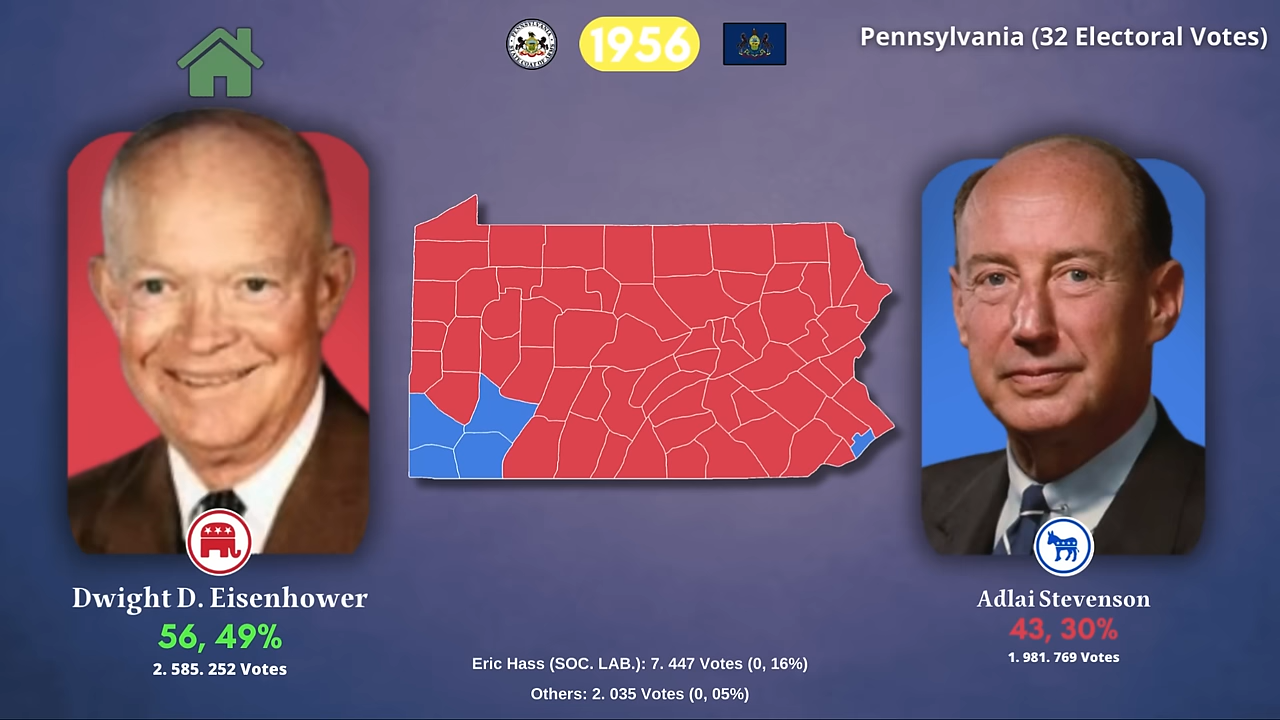 1956
Pennsylvania (32 Electoral Votes)
Dwight D. Eisenhower
56, 49%
2. 585. 252 Votes
Adlai Stevenson
43, 30%
1. 981. 769 Votes
Eric Hass (SOC. LAB.): 7. 447 Votes (0, 16%)
Others: 2. 035 Votes (0, 05%)